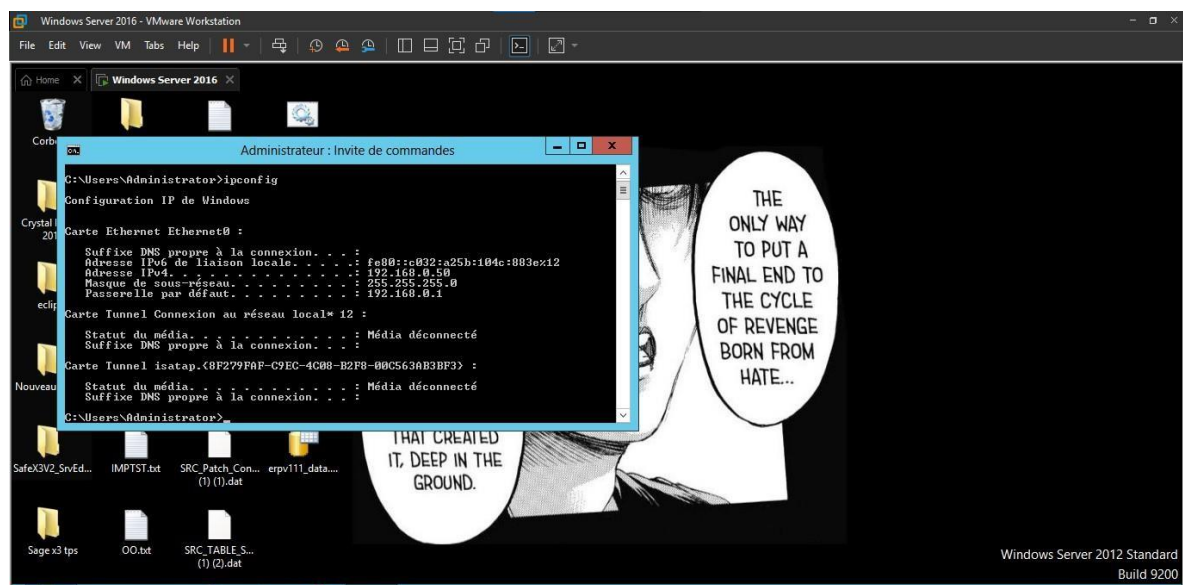 Windows Server 2016 - VMware Workstation
File Edit View VM Tabs Help
Home Windows Server 2016
Administrateur : Invite de commandes
C:\Users\Administrator>ipconfig
Configuration IP de Windows
Carte Ethernet Ethernet0 :
Suffixe DNS propre à la connexion. . . :
Adresse IPv6 de liaison locale. . . . .: fe80::c032:a25b:104c:883e%12
Adresse IPv4. . . . . . . . . . . . . .: 192.168.0.50
Masque de sous-réseau. . . . . . . . . : 255.255.255.0
Passerelle par défaut. . . . . . . . . : 192.168.0.1
Carte Tunnel Connexion au réseau local* 12 :
Statut du média. . . . . . . . . . . . : Média déconnecté
Suffixe DNS propre à la connexion. . . :
Carte Tunnel isatap.{8F279FAF-C9EC-4C08-B2F8-00C563AB3BF3} :
Statut du média. . . . . . . . . . . . : Média déconnecté
Suffixe DNS propre à la connexion. . . :
C:\Users\Administrator>_
Corb
Crystal
201
eclip
Nouveau
SafeX3V2_SrvEd...
IMPTST.txt
SRC_Patch_Con...
(1) (1).dat
erpv111_data....
Sage x3 tps
OO.txt
SRC_TABLE_S...
(1) (2).dat
THE
ONLY WAY
TO PUT A
FINAL END TO
THE CYCLE
OF REVENGE
BORN FROM
HATE...
THAT CREATED
IT, DEEP IN THE
GROUND.
Windows Server 2012 Standard
Build 9200